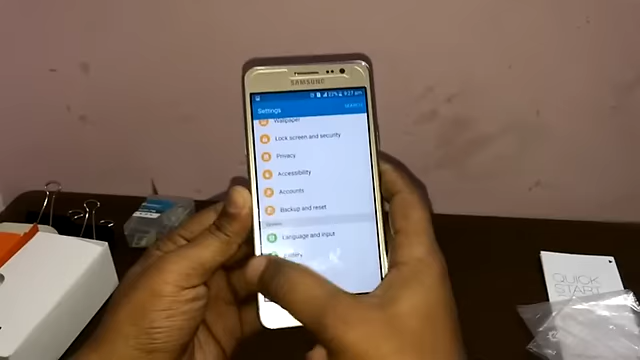 SAMSUNG
Settings
SEARCH
Wallpaper
Lock screen and security
Privacy
Accessibility
Accounts
Backup and reset
Language and input
QUICK
START